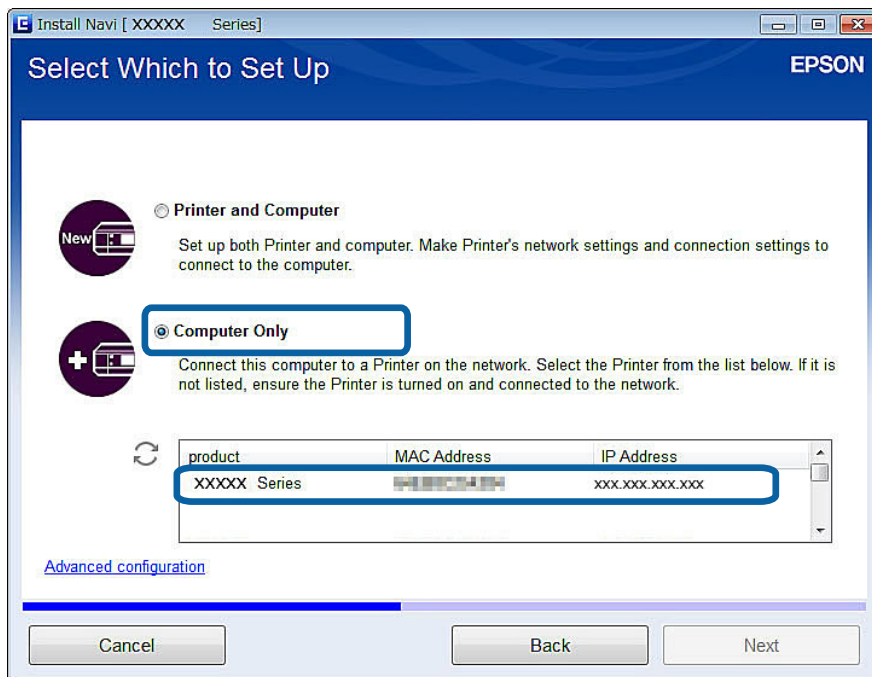 Install Navi [ XXXXX Series]
Select Which to Set Up
EPSON
New
Printer and Computer
Set up both Printer and computer. Make Printer's network settings and connection settings to
connect to the computer.
Computer Only
Connect this computer to a Printer on the network. Select the Printer from the list below. If it is
not listed, ensure the Printer is turned on and connected to the network.
product MAC Address IP Address
XXXXX Series xxx.xxx.xxx.xxx
Advanced configuration
Cancel Back Next